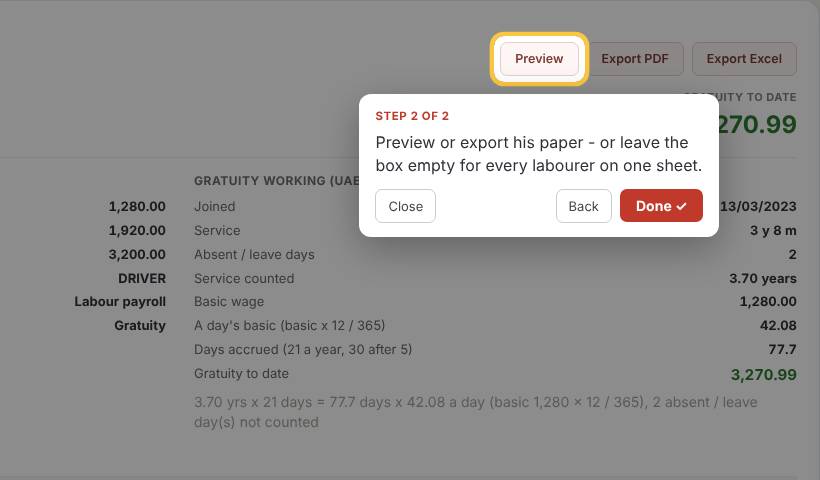 Preview
Export PDF
Export Excel
UITY TO DATE
270.99
STEP 2 OF 2
Preview or export his paper - or leave the
box empty for every labourer on one sheet.
Close
Back
Done ✓
GRATUITY WORKING (UAE
1,280.00
Joined
13/03/2023
1,920.00
Service
3 y 8 m
3,200.00
Absent / leave days
2
DRIVER
Service counted
3.70 years
Labour payroll
Basic wage
1,280.00
Gratuity
A day's basic (basic x 12 / 365)
42.08
Days accrued (21 a year, 30 after 5)
77.7
Gratuity to date
3,270.99
3.70 yrs x 21 days = 77.7 days x 42.08 a day (basic 1,280 × 12 / 365), 2 absent / leave
day(s) not counted